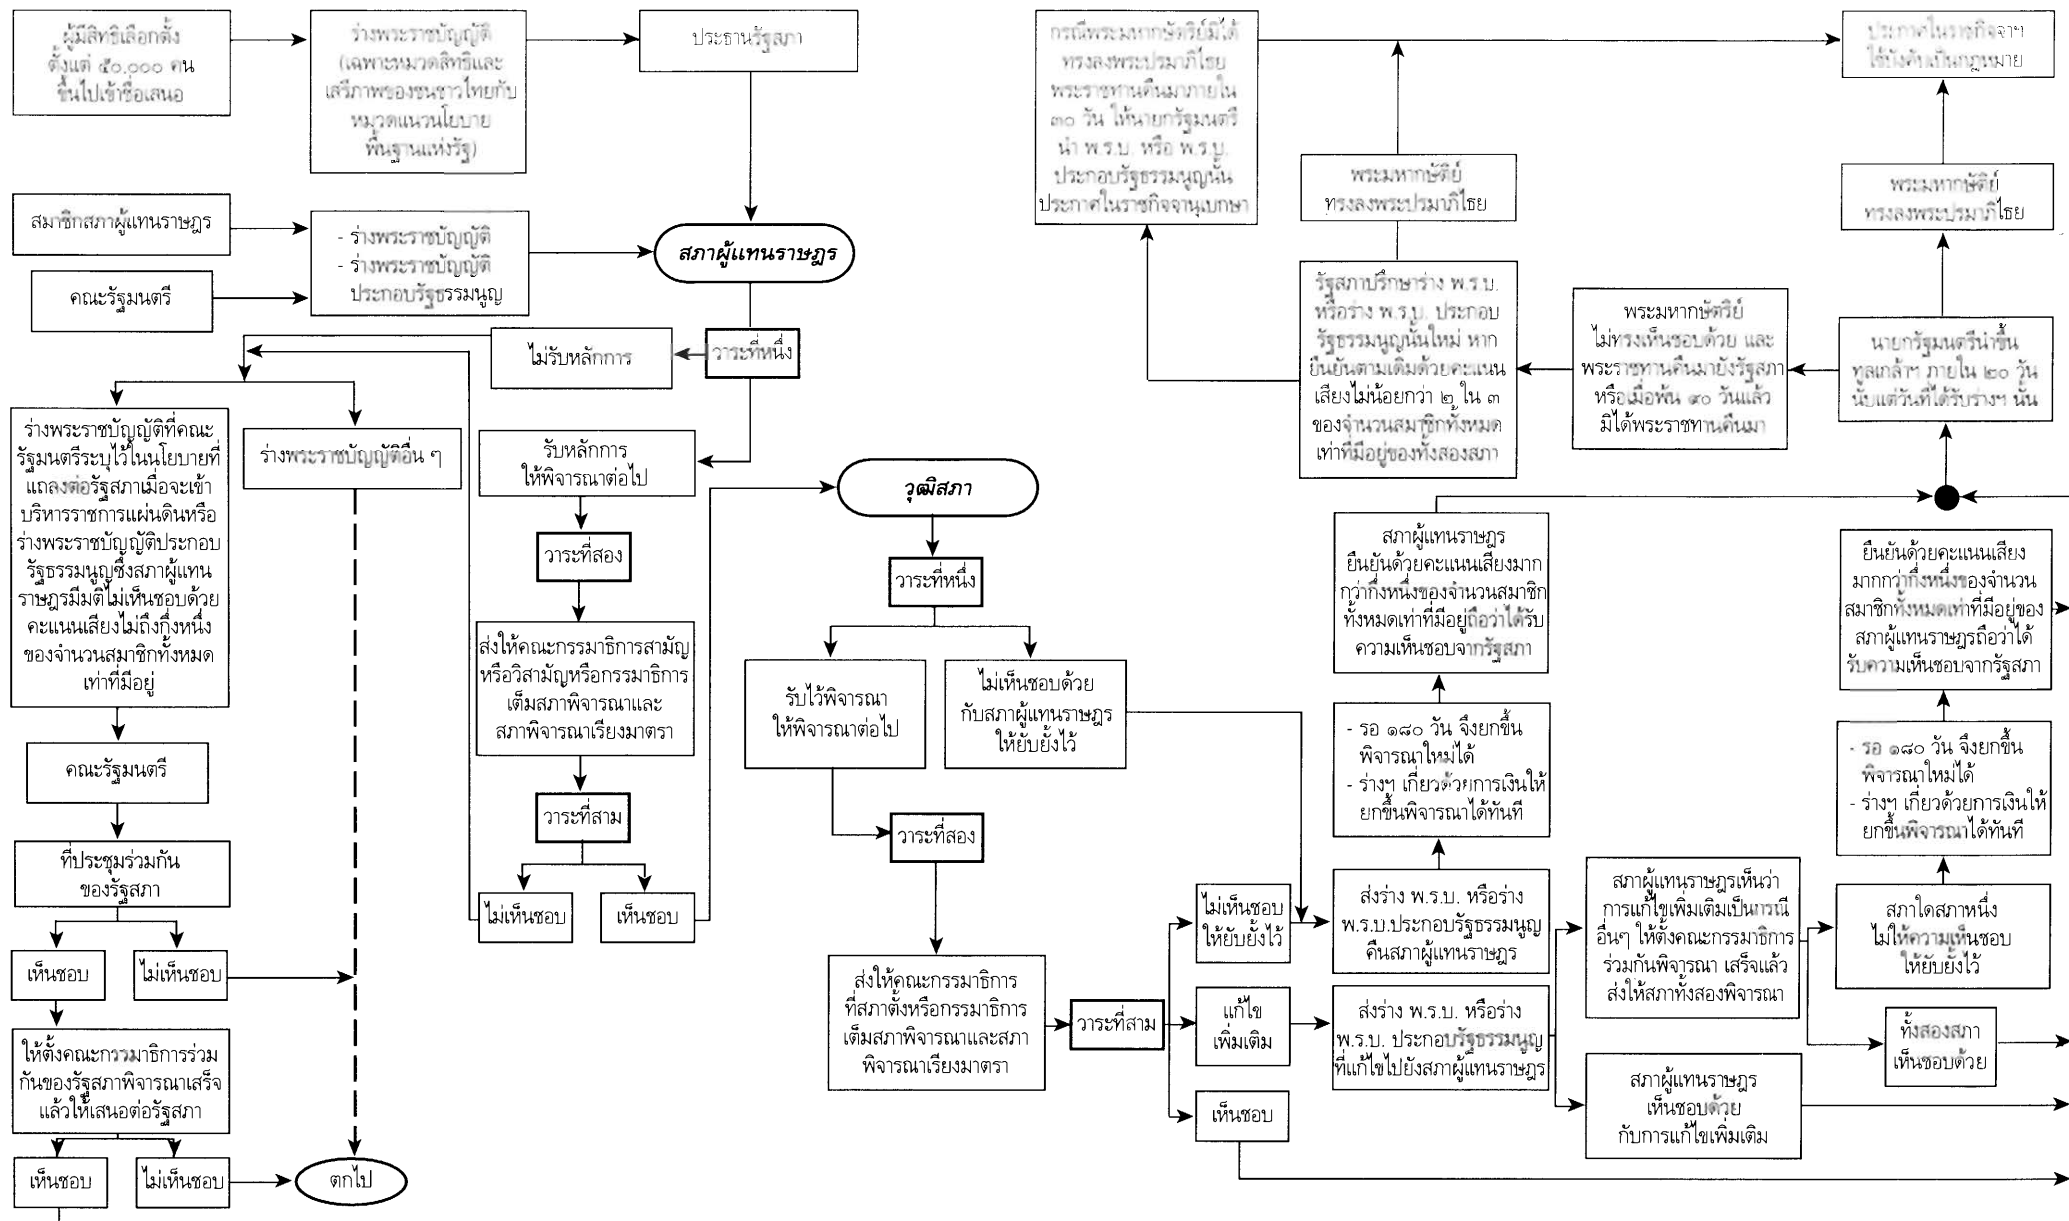 ผู้มีสิทธิเลือกตั้ง
ตั้งแต่ ๕๐,๐๐๐ คน
ขึ้นไปเข้าชื่อเสนอ
ร่างพระราชบัญญัติ
(เฉพาะหมวดสิทธิและ
เสรีภาพของชนชาวไทยกับ
หมวดแนวนโยบาย
พื้นฐานแห่งรัฐ)
ประธานรัฐสภา
สมาชิกสภาผู้แทนราษฎร
คณะรัฐมนตรี
- ร่างพระราชบัญญัติ
- ร่างพระราชบัญญัติ
ประกอบรัฐธรรมนูญ
สภาผู้แทนราษฎร
วาระที่หนึ่ง
ไม่รับหลักการ
ร่างพระราชบัญญัติที่คณะ
รัฐมนตรีระบุไว้ในนโยบายที่
แถลงต่อรัฐสภาเมื่อจะเข้า
บริหารราชการแผ่นดินหรือ
ร่างพระราชบัญญัติประกอบ
รัฐธรรมนูญซึ่งสภาผู้แทน
ราษฎรมีมติไม่เห็นชอบด้วย
คะแนนเสียงไม่ถึงกึ่งหนึ่ง
ของจำนวนสมาชิกทั้งหมด
เท่าที่มีอยู่
ร่างพระราชบัญญัติอื่น ๆ
คณะรัฐมนตรี
ที่ประชุมร่วมกัน
ของรัฐสภา
เห็นชอบ
ไม่เห็นชอบ
ให้ตั้งคณะกรรมาธิการร่วม
กันของรัฐสภาพิจารณาเสร็จ
แล้วให้เสนอต่อรัฐสภา
เห็นชอบ
ไม่เห็นชอบ
ตกไป
รับหลักการ
ให้พิจารณาต่อไป
วาระที่สอง
ส่งให้คณะกรรมาธิการสามัญ
หรือวิสามัญหรือกรรมาธิการ
เต็มสภาพิจารณาและ
สภาพิจารณาเรียงมาตรา
วาระที่สาม
ไม่เห็นชอบ
เห็นชอบ
วุฒิสภา
วาระที่หนึ่ง
รับไว้พิจารณา
ให้พิจารณาต่อไป
ไม่เห็นชอบด้วย
กับสภาผู้แทนราษฎร
ให้ยับยั้งไว้
วาระที่สอง
ส่งให้คณะกรรมาธิการ
ที่สภาตั้งหรือกรรมาธิการ
เต็มสภาพิจารณาและสภา
พิจารณาเรียงมาตรา
วาระที่สาม
ไม่เห็นชอบ
ให้ยับยั้งไว้
แก้ไข
เพิ่มเติม
เห็นชอบ
ส่งร่าง พ.ร.บ. หรือร่าง
พ.ร.บ.ประกอบรัฐธรรมนูญ
คืนสภาผู้แทนราษฎร
ส่งร่าง พ.ร.บ. หรือร่าง
พ.ร.บ. ประกอบรัฐธรรมนูญ
ที่แก้ไขไปยังสภาผู้แทนราษฎร
- รอ ๑๘๐ วัน จึงยกขึ้น
พิจารณาใหม่ได้
- ร่างฯ เกี่ยวด้วยการเงินให้
ยกขึ้นพิจารณาได้ทันที
สภาผู้แทนราษฎร
ยืนยันด้วยคะแนนเสียงมาก
กว่ากึ่งหนึ่งของจำนวนสมาชิก
ทั้งหมดเท่าที่มีอยู่ถือว่าได้รับ
ความเห็นชอบจากรัฐสภา
สภาผู้แทนราษฎรเห็นว่า
การแก้ไขเพิ่มเติมเป็นกรณี
อื่นๆ ให้ตั้งคณะกรรมาธิการ
ร่วมกันพิจารณา เสร็จแล้ว
ส่งให้สภาทั้งสองพิจารณา
สภาผู้แทนราษฎร
เห็นชอบด้วย
กับการแก้ไขเพิ่มเติม
สภาใดสภาหนึ่ง
ไม่ให้ความเห็นชอบ
ให้ยับยั้งไว้
ทั้งสองสภา
เห็นชอบด้วย
- รอ ๑๘๐ วัน จึงยกขึ้น
พิจารณาใหม่ได้
- ร่างฯ เกี่ยวด้วยการเงินให้
ยกขึ้นพิจารณาได้ทันที
ยืนยันด้วยคะแนนเสียง
มากกว่ากึ่งหนึ่งของจำนวน
สมาชิกทั้งหมดเท่าที่มีอยู่ของ
สภาผู้แทนราษฎรถือว่าได้
รับความเห็นชอบจากรัฐสภา
นายกรัฐมนตรีนำขึ้น
ทูลเกล้าฯ ภายใน ๒๐ วัน
นับแต่วันที่ได้รับร่างฯ นั้น
พระมหากษัตริย์
ไม่ทรงเห็นชอบด้วย และ
พระราชทานคืนมายังรัฐสภา
หรือเมื่อพ้น ๙๐ วันแล้ว
มิได้พระราชทานคืนมา
รัฐสภาปรึกษาร่าง พ.ร.บ.
หรือร่าง พ.ร.บ. ประกอบ
รัฐธรรมนูญนั้นใหม่ หาก
ยืนยันตามเดิมด้วยคะแนน
เสียงไม่น้อยกว่า ๒ ใน ๓
ของจำนวนสมาชิกทั้งหมด
เท่าที่มีอยู่ของทั้งสองสภา
พระมหากษัติย์
ทรงลงพระปรมาภิไธย
กรณีพระมหากษัตริย์มิได้
ทรงลงพระปรมาภิไธย
พระราชทานคืนมาภายใน
๓๐ วัน ให้นายกรัฐมนตรี
นำ พ.ร.บ. หรือ พ.ร.บ.
ประกอบรัฐธรรมนูญนั้น
ประกาศในราชกิจจานุเบกษา
พระมหากษัติย์
ทรงลงพระปรมาภิไธย
ประกาศในราชกิจจาฯ
ใช้บังคับเป็นกฎหมาย